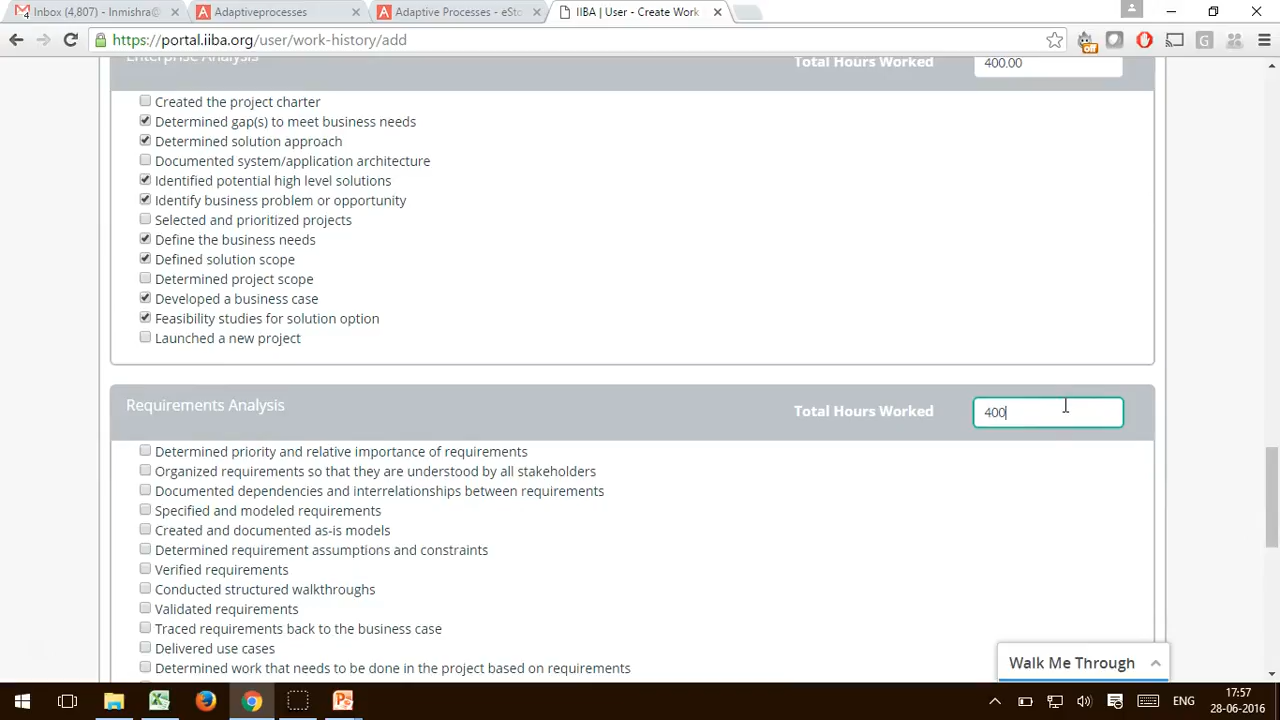 Inbox (4,807) - Inmishra@
Adaptiveprocesses
Adaptive Processes - eSto
IIBA | User - Create Work
https://portal.iiba.org/user/work-history/add
Enterprise Analysis
Total Hours Worked
400.00
Created the project charter
Determined gap(s) to meet business needs
Determined solution approach
Documented system/application architecture
Identified potential high level solutions
Identify business problem or opportunity
Selected and prioritized projects
Define the business needs
Defined solution scope
Determined project scope
Developed a business case
Feasibility studies for solution option
Launched a new project
Requirements Analysis
Total Hours Worked
400
Determined priority and relative importance of requirements
Organized requirements so that they are understood by all stakeholders
Documented dependencies and interrelationships between requirements
Specified and modeled requirements
Created and documented as-is models
Determined requirement assumptions and constraints
Verified requirements
Conducted structured walkthroughs
Validated requirements
Traced requirements back to the business case
Delivered use cases
Determined work that needs to be done in the project based on requirements
Walk Me Through
ENG
17:57
28-06-2016